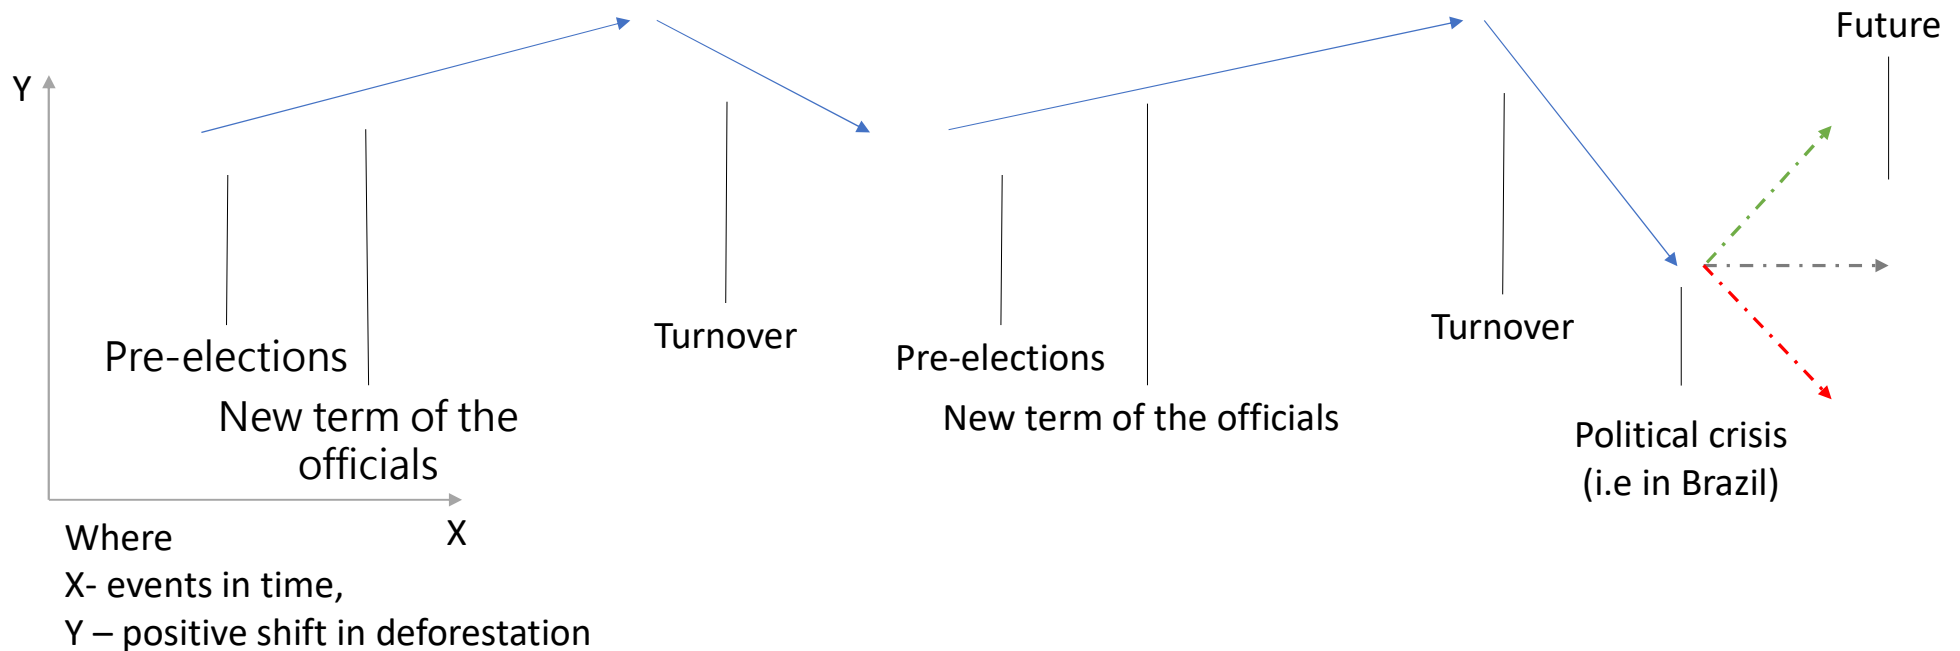 Future
Y
Pre-elections
New term of the
officials
Turnover
Pre-elections
New term of the officials
Turnover
Political crisis
(i.e in Brazil)
X
Where
X- events in time,
Y – positive shift in deforestation